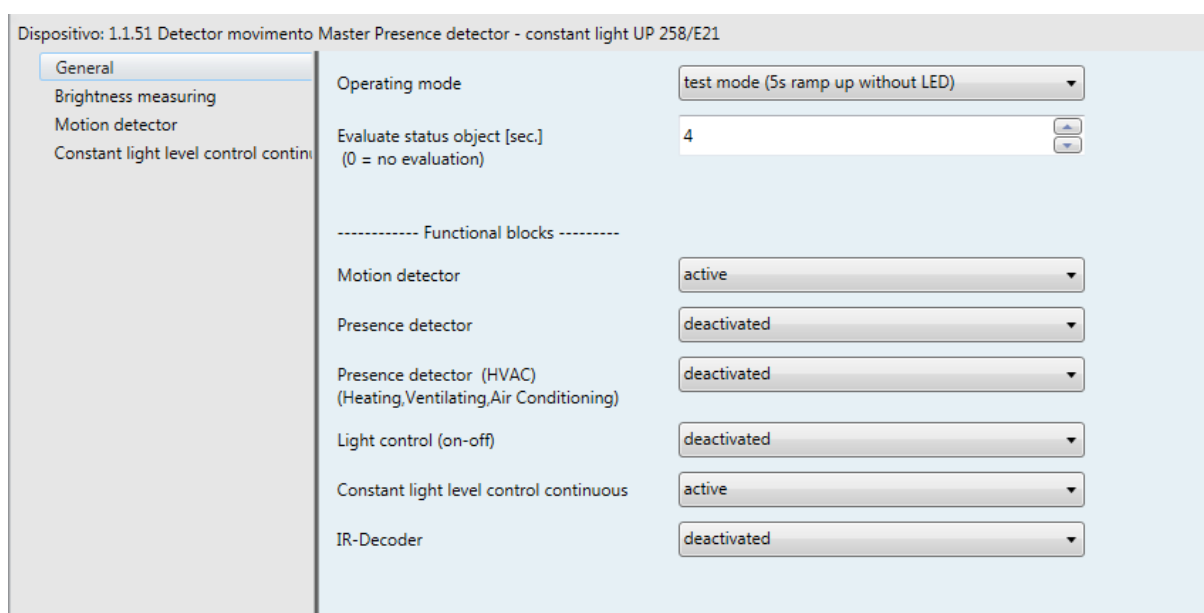 Dispositivo: 1.1.51 Detector movimento Master Presence detector - constant light UP 258/E21
General
Brightness measuring
Motion detector
Constant light level control contin
Operating mode
test mode (5s ramp up without LED)
Evaluate status object [sec.]
(0 = no evaluation)
4
------------ Functional blocks ---------
Motion detector
active
Presence detector
deactivated
Presence detector (HVAC)
(Heating,Ventilating,Air Conditioning)
deactivated
Light control (on-off)
deactivated
Constant light level control continuous
active
IR-Decoder
deactivated